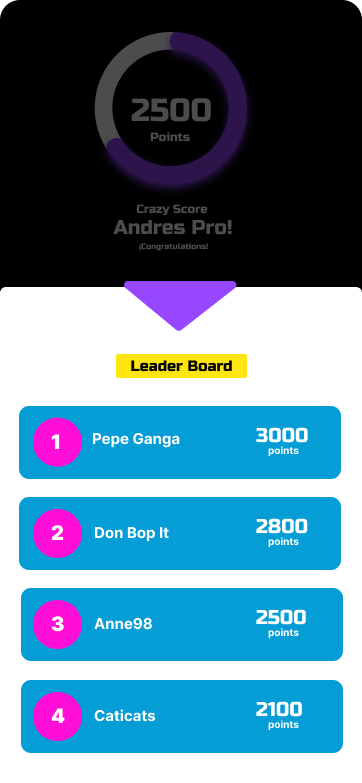 2500
Points
Crazy Score
Andres Pro!
¡Congratulations!
Leader Board
1 Pepe Ganga 3000
points
2 Don Bop It 2800
points
3 Anne98 2500
points
4 Caticats 2100
points